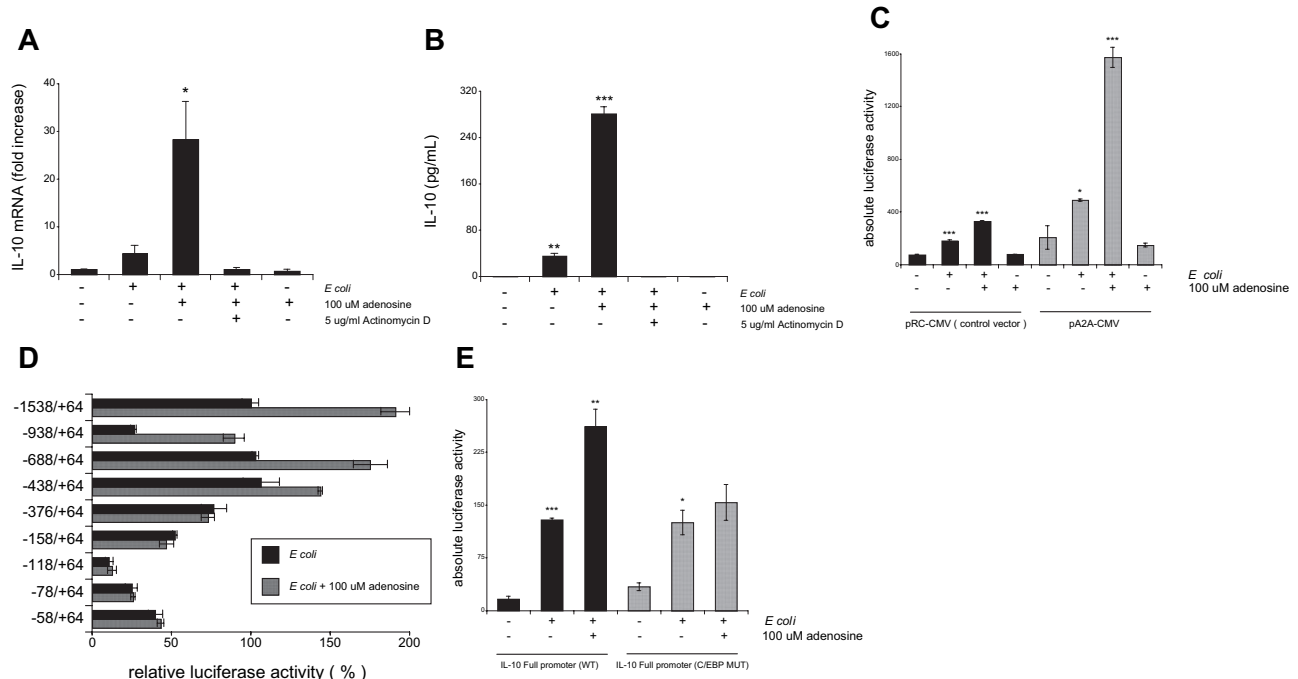 A
IL-10 mRNA (fold increase)
40
30
20
10
0
*
- + + + - E coli
- - + + + 100 uM adenosine
- - - + - 5 ug/ml Actinomycin D
B
IL-10 (pg/mL)
320
240
160
80
0
** ***
- + + + - E coli
- - + + + 100 uM adenosine
- - - + - 5 ug/ml Actinomycin D
C
absolute luciferase activity
1600
1200
800
400
0
*** *** * ***
- + + - - + + - E coli
- - + + - - + + 100 uM adenosine
pRC-CMV ( control vector ) pA2A-CMV
D
-1538/+64
-938/+64
-688/+64
-438/+64
-376/+64
-158/+64
-118/+64
-78/+64
-58/+64
E coli
E coli + 100 uM adenosine
0 50 100 150 200
relative luciferase activity ( % )
E
absolute luciferase activity
300
225
150
75
0
*** ** *
- + + - + + E coli
- - + - - + 100 uM adenosine
IL-10 Full promoter (WT) IL-10 Full promoter (C/EBP MUT)